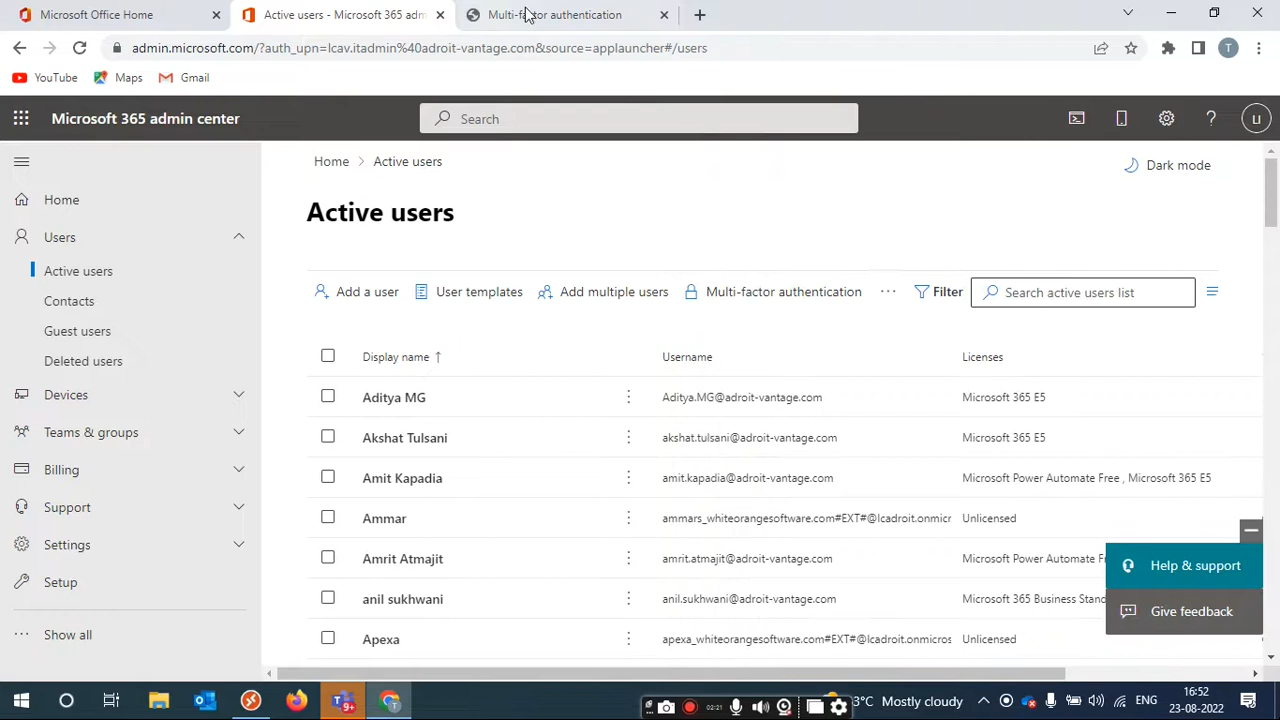 Microsoft Office Home
Active users - Microsoft 365 adm
Multi-factor authentication
admin.microsoft.com/?auth_upn=lcav.itadmin%40adroit-vantage.com&source=applauncher#/users
T
YouTube
Maps
Gmail
Microsoft 365 admin center
Search
LI
Home
Users
Active users
Contacts
Guest users
Deleted users
Devices
Teams & groups
Billing
Support
Settings
Setup
Show all
Home > Active users
Dark mode
Active users
Add a user
User templates
Add multiple users
Multi-factor authentication
Filter
Search active users list
Display name ↑ Username Licenses
Aditya MG Aditya.MG@adroit-vantage.com Microsoft 365 E5
Akshat Tulsani akshat.tulsani@adroit-vantage.com Microsoft 365 E5
Amit Kapadia amit.kapadia@adroit-vantage.com Microsoft Power Automate Free , Microsoft 365 E5
Ammar ammars_whiteorangesoftware.com#EXT#@lcadroit.onmicr Unlicensed
Amrit Atmajit amrit.atmajit@adroit-vantage.com Microsoft Power Automate Fr
anil sukhwani anil.sukhwani@adroit-vantage.com Microsoft 365 Business Stand
Apexa apexa_whiteorangesoftware.com#EXT#@lcadroit.onmicros Unlicensed
Help & support
Give feedback
9+
02:21
3°C Mostly cloudy
ENG
16:52
23-08-2022